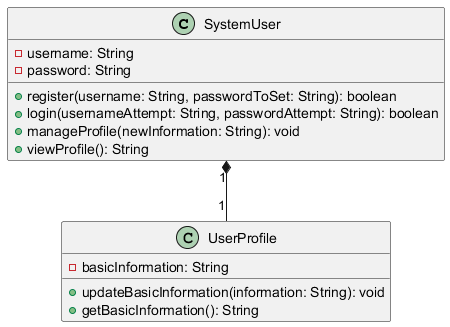 C SystemUser
username: String
password: String
register(username: String, passwordToSet: String): boolean
login(usernameAttempt: String, passwordAttempt: String): boolean
manageProfile(newInformation: String): void
viewProfile(): String
1
1
C UserProfile
basicInformation: String
updateBasicInformation(information: String): void
getBasicInformation(): String